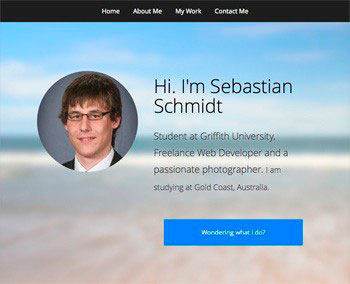 Home About Me My Work Contact Me
Hi. I'm Sebastian
Schmidt
Student at Griffith University,
Freelance Web Developer and a
passionate photographer. I am
studying at Gold Coast, Australia.
Wondering what i do?